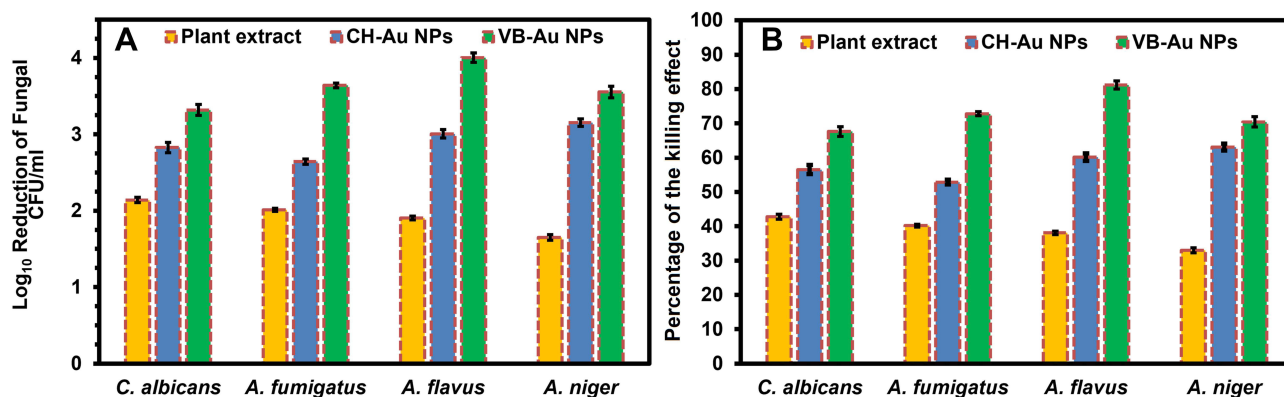 A
Plant extract CH-Au NPs VB-Au NPs
Log₁₀ Reduction of Fungal
CFU/ml
4
3
2
1
0
C. albicans A. fumigatus A. flavus A. niger
B
Plant extract CH-Au NPs VB-Au NPs
Percentage of the killing effect
100
90
80
70
60
50
40
30
20
10
0
C. albicans A. fumigatus A. flavus A. niger